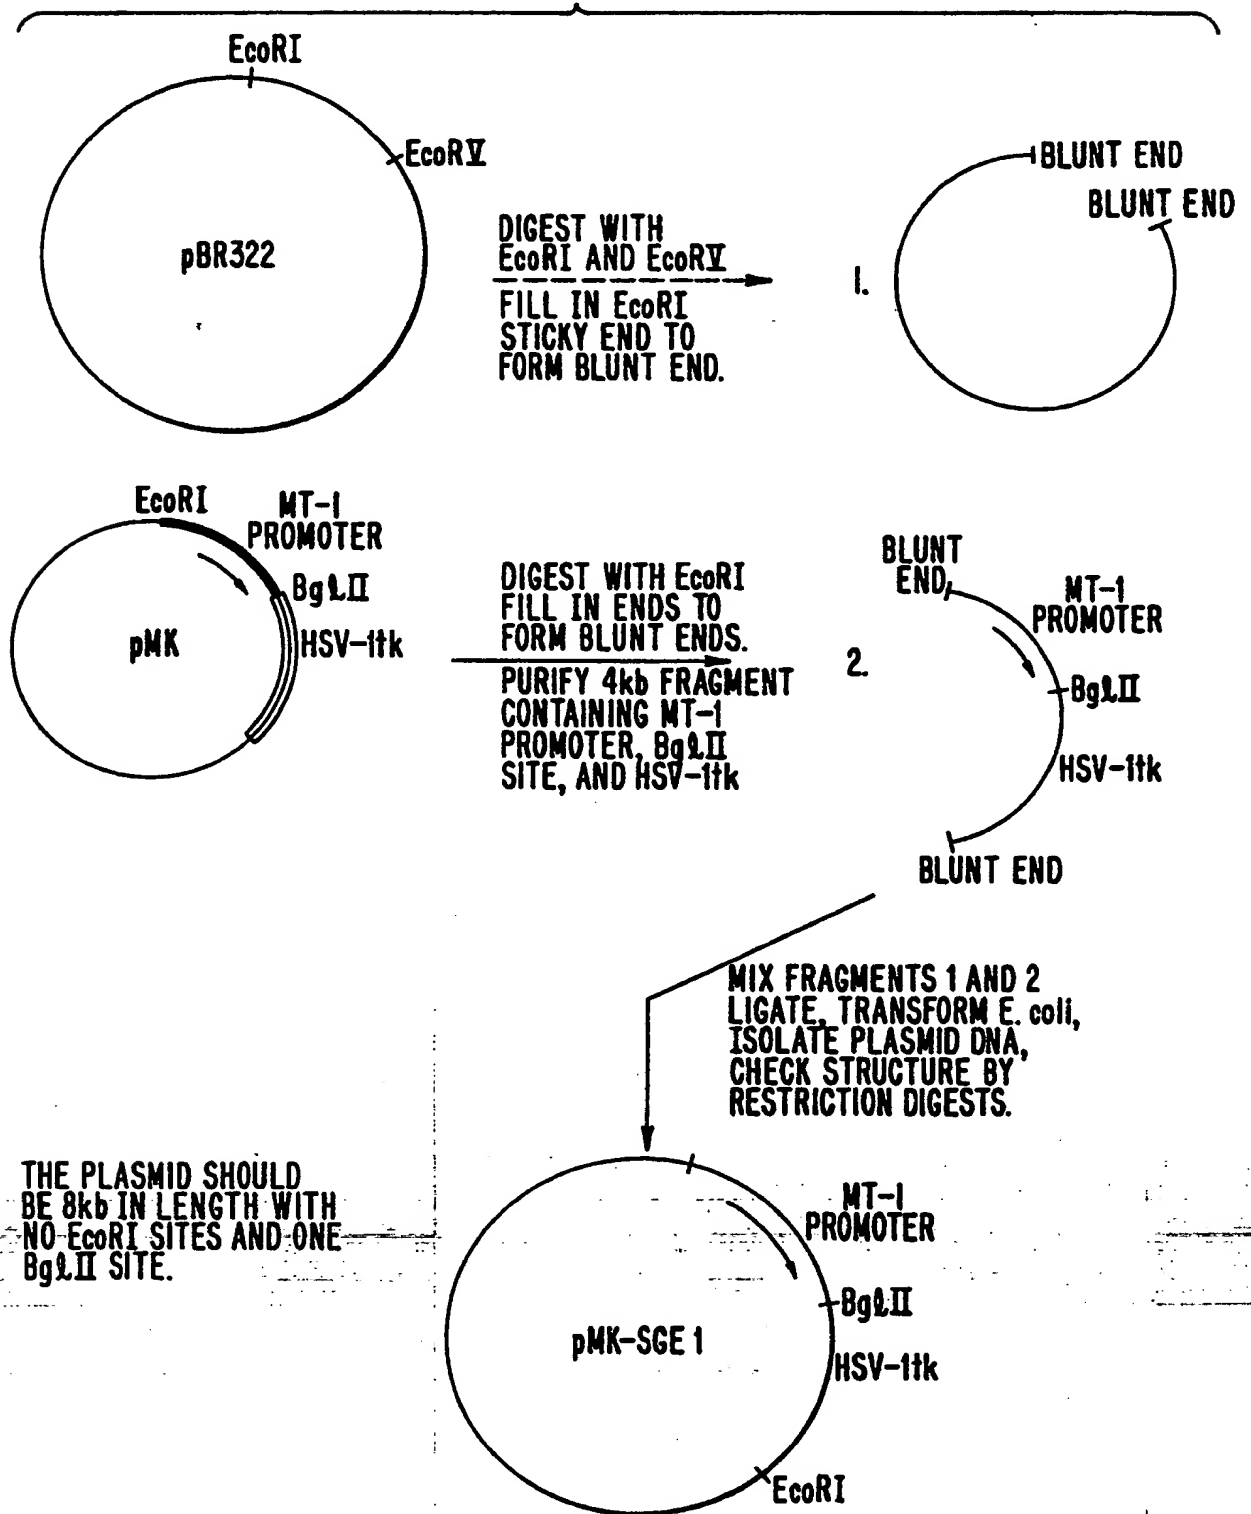 EcoRI
EcoRV
pBR322
DIGEST WITH
EcoRI AND EcoRV
FILL IN EcoRI
STICKY END TO
FORM BLUNT END.
1.
BLUNT END
BLUNT END
EcoRI
MT-1
PROMOTER
BglII
HSV-1tk
pMK
DIGEST WITH EcoRI
FILL IN ENDS TO
FORM BLUNT ENDS.
PURIFY 4kb FRAGMENT
CONTAINING MT-1
PROMOTER, BglII
SITE, AND HSV-1tk
2.
BLUNT
END
MT-1
PROMOTER
BglII
HSV-1tk
BLUNT END
MIX FRAGMENTS 1 AND 2
LIGATE, TRANSFORM E. coli,
ISOLATE PLASMID DNA,
CHECK STRUCTURE BY
RESTRICTION DIGESTS.
THE PLASMID SHOULD
BE 8kb IN LENGTH WITH
NO EcoRI SITES AND ONE
BglII SITE.
MT-1
PROMOTER
BglII
HSV-1tk
pMK-SGE 1
EcoRI